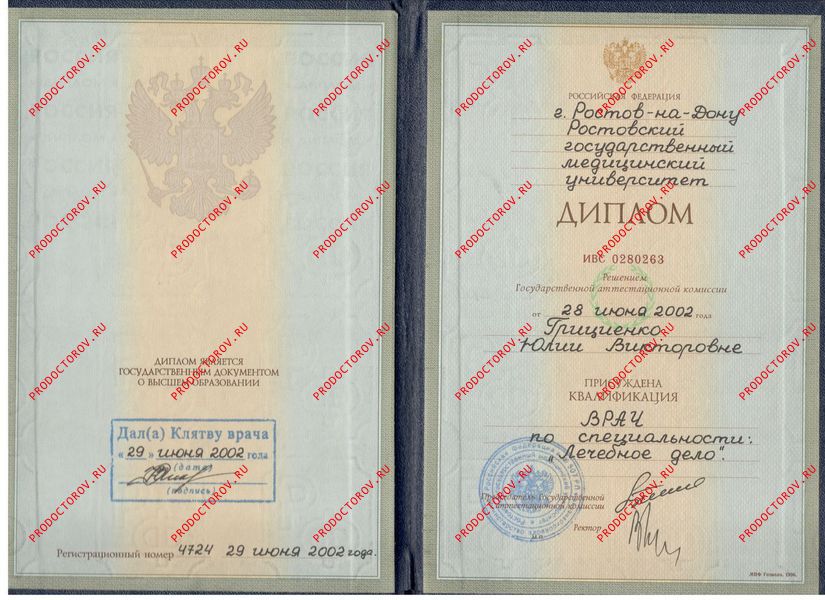 ДИПЛОМ ЯВЛЯЕТСЯ
ГОСУДАРСТВЕННЫМ ДОКУМЕНТОМ
О ВЫСШЕМ ОБРАЗОВАНИИ
Дал(а) Клятву врача
« 29 » июня 2002 года
(дата)
(подпись)
Регистрационный номер 4724 29 июня 2002 года.
РОССИЙСКАЯ ФЕДЕРАЦИЯ
г. Ростов-на-Дону
Ростовский
государственный
медицинский
университет
ДИПЛОМ
ИВС 0280263
Решением
Государственной аттестационной комиссии
от 28 июня 2002 года
Гриценко
Юлии Викторовне
ПРИСУЖДЕНА
КВАЛИФИКАЦИЯ
ВРАЧ
по специальности:
"Лечебное дело".
Председатель Государственной
аттестационной комиссии
Ректор
М.П.
PRODOCTOROV.RU